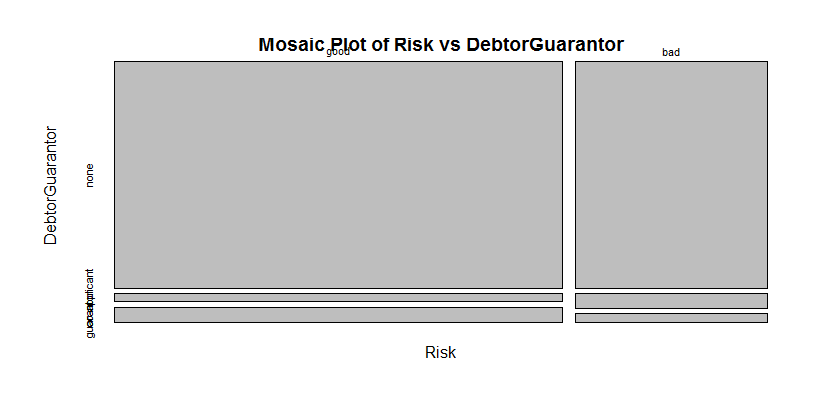 Mosaic Plot of Risk vs DebtorGuarantor
good
bad
DebtorGuarantor
none
Risk